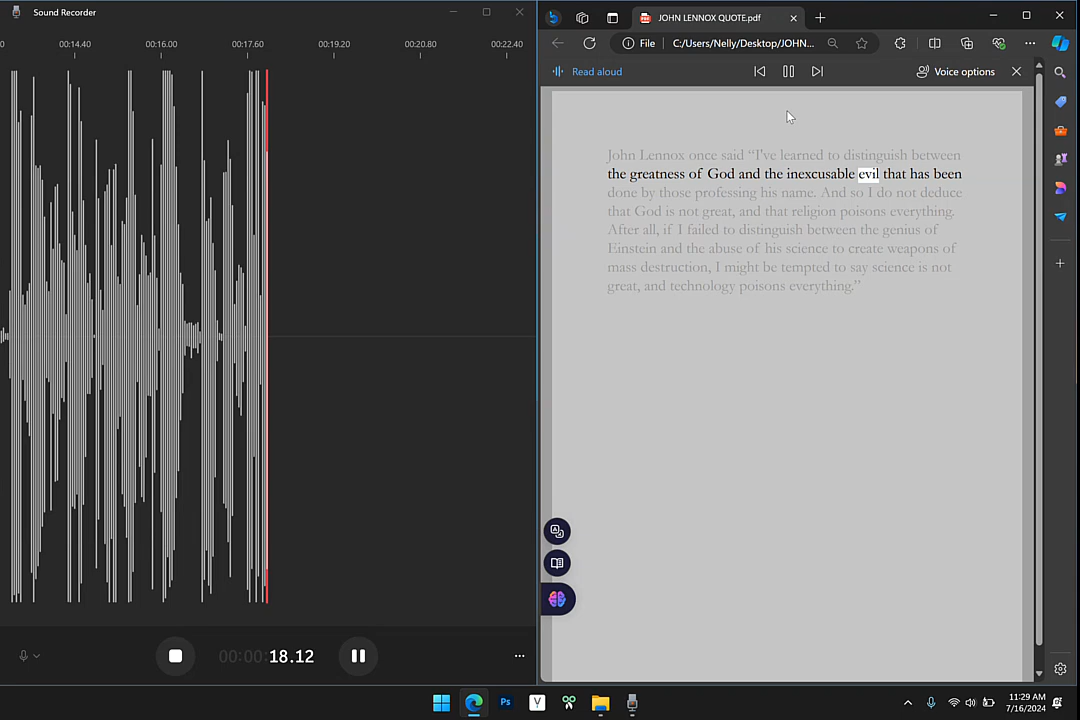 Sound Recorder
0 00:14.40 00:16.00 00:17.60 00:19.20 00:20.80 00:22.40
00:00:18.12
JOHN LENNOX QUOTE.pdf
File C:/Users/Nelly/Desktop/JOHN...
Read aloud
Voice options
John Lennox once said “I've learned to distinguish between
the greatness of God and the inexcusable evil that has been
done by those professing his name. And so I do not deduce
that God is not great, and that religion poisons everything.
After all, if I failed to distinguish between the genius of
Einstein and the abuse of his science to create weapons of
mass destruction, I might be tempted to say science is not
great, and technology poisons everything.”
Ps
Y
11:29 AM
7/16/2024